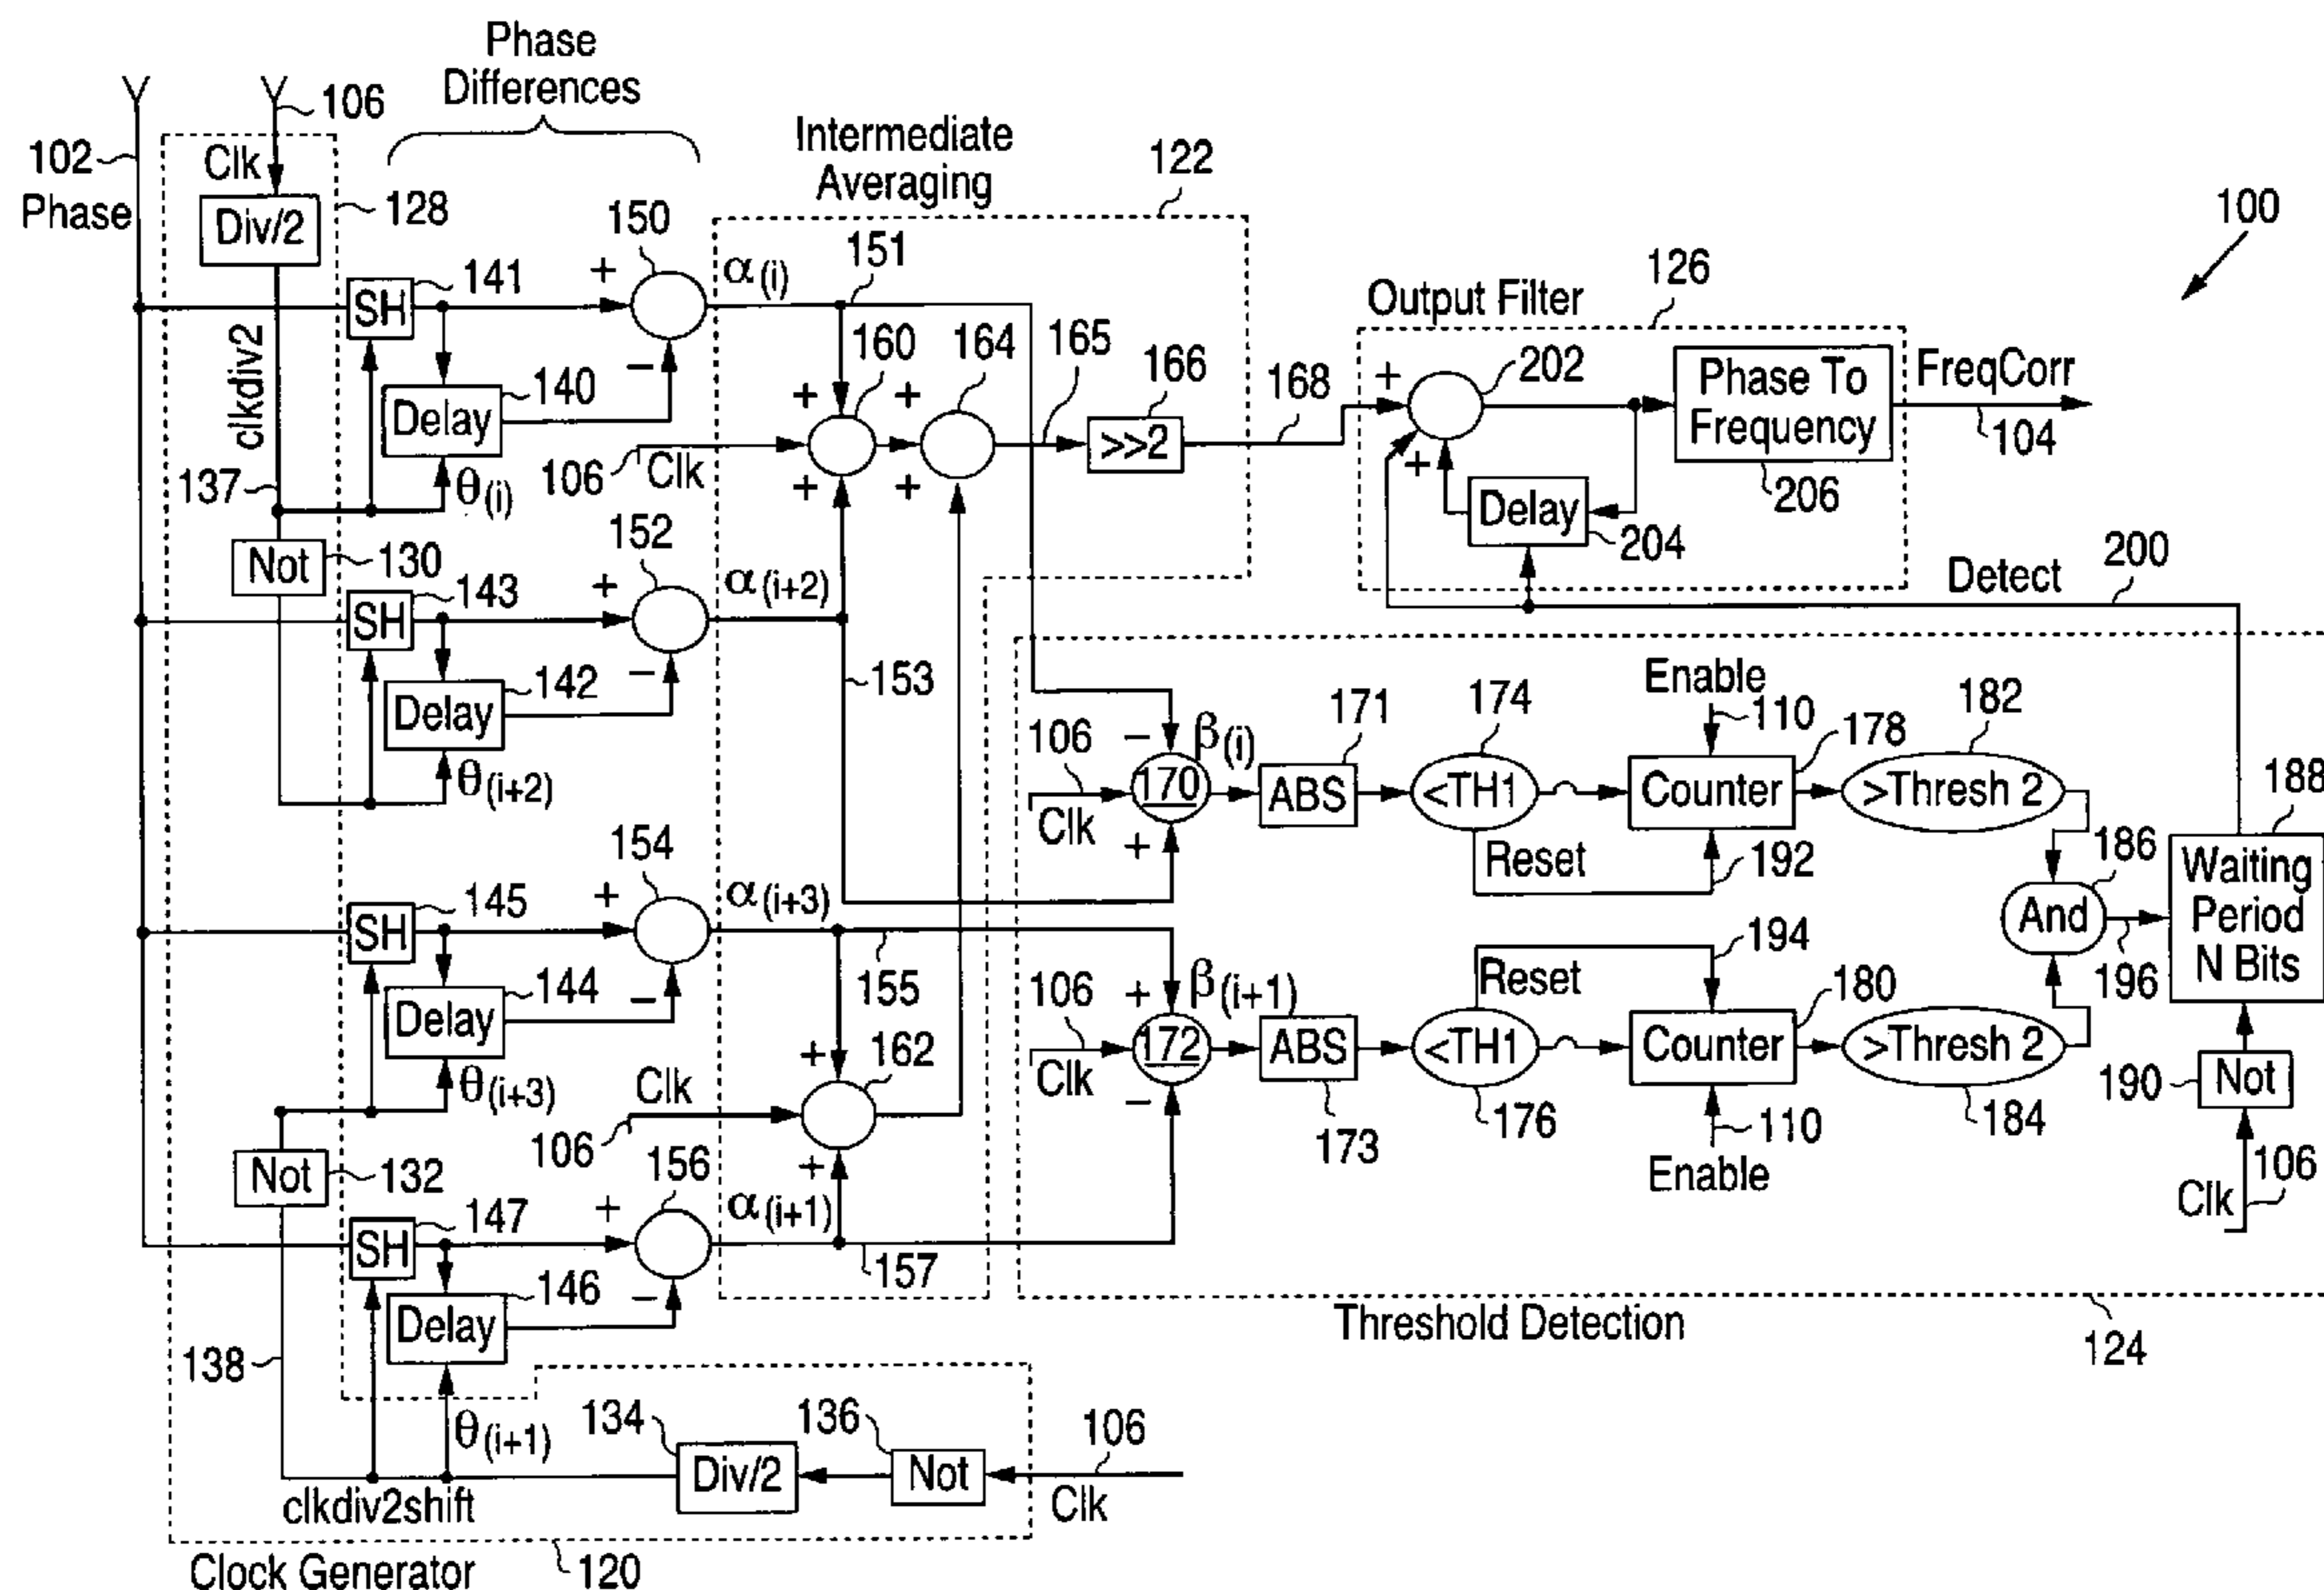 Phase
Differences
106
102
Phase
Clk
Div/2
128
clkdiv2
137
Not
130
SH
141
Delay
140
θ(i)
+
−
150
SH
143
Delay
142
θ(i+2)
+
−
152
SH
145
Delay
144
θ(i+3)
+
−
154
Not
132
SH
147
Delay
146
θ(i+1)
+
−
156
138
clkdiv2shift
134
Div/2
136
Not
106
Clk
Clock Generator
120
Intermediate
Averaging
122
α(i)
151
160
164
165
166
>>2
168
+
+
+
+
106
Clk
α(i+2)
153
α(i+3)
155
162
+
+
Clk
106
α(i+1)
157
100
Output Filter
126
+
202
+
Delay
204
Phase To
Frequency
206
FreqCorr
104
Detect
200
106
Clk
−
β(i)
170
+
171
ABS
174
<TH1
Reset
192
Enable
110
Counter
178
182
>Thresh 2
106
Clk
+
β(i+1)
172
−
ABS
173
<TH1
176
Reset
194
Counter
180
110
Enable
>Thresh 2
184
186
And
196
188
Waiting
Period
N Bits
190
Not
106
Clk
Threshold Detection
124